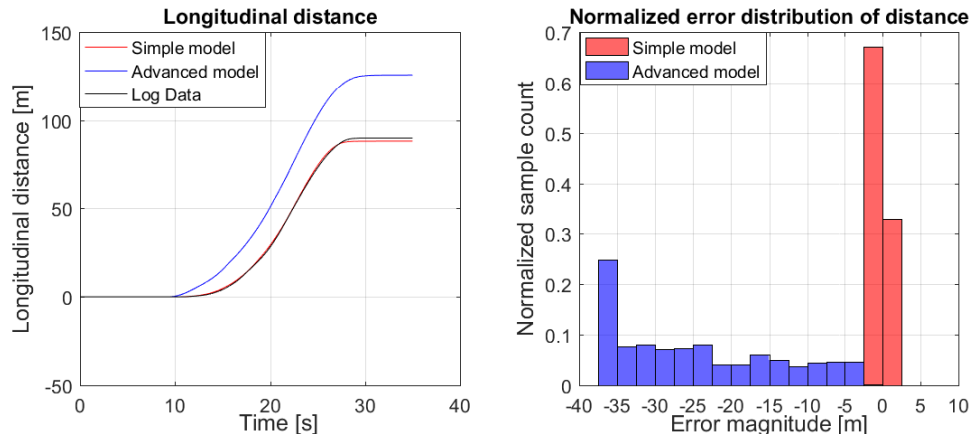 Longitudinal distance
150
100
50
0
-50
Longitudinal distance [m]
Simple model
Advanced model
Log Data
0 10 20 30 40
Time [s]
Normalized error distribution of distance
0.7
0.6
0.5
0.4
0.3
0.2
0.1
0
Normalized sample count
Simple model
Advanced model
-40 -35 -30 -25 -20 -15 -10 -5 0 5 10
Error magnitude [m]